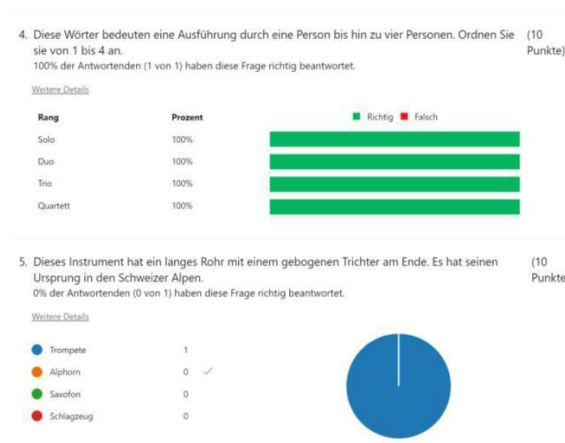 4. Diese Wörter bedeuten eine Ausführung durch eine Person bis hin zu vier Personen. Ordnen Sie (10
sie von 1 bis 4 an. Punkte)
100% der Antwortenden (1 von 1) haben diese Frage richtig beantwortet.
Weitere Details
Rang Prozent Richtig Falsch
Solo 100%
Duo 100%
Trio 100%
Quartett 100%
5. Dieses Instrument hat ein langes Rohr mit einem gebogenen Trichter am Ende. Es hat seinen (10
Ursprung in den Schweizer Alpen. Punkte
0% der Antwortenden (0 von 1) haben diese Frage richtig beantwortet.
Weitere Details
Trompete 1
Alphorn 0
Saxofon 0
Schlagzeug 0